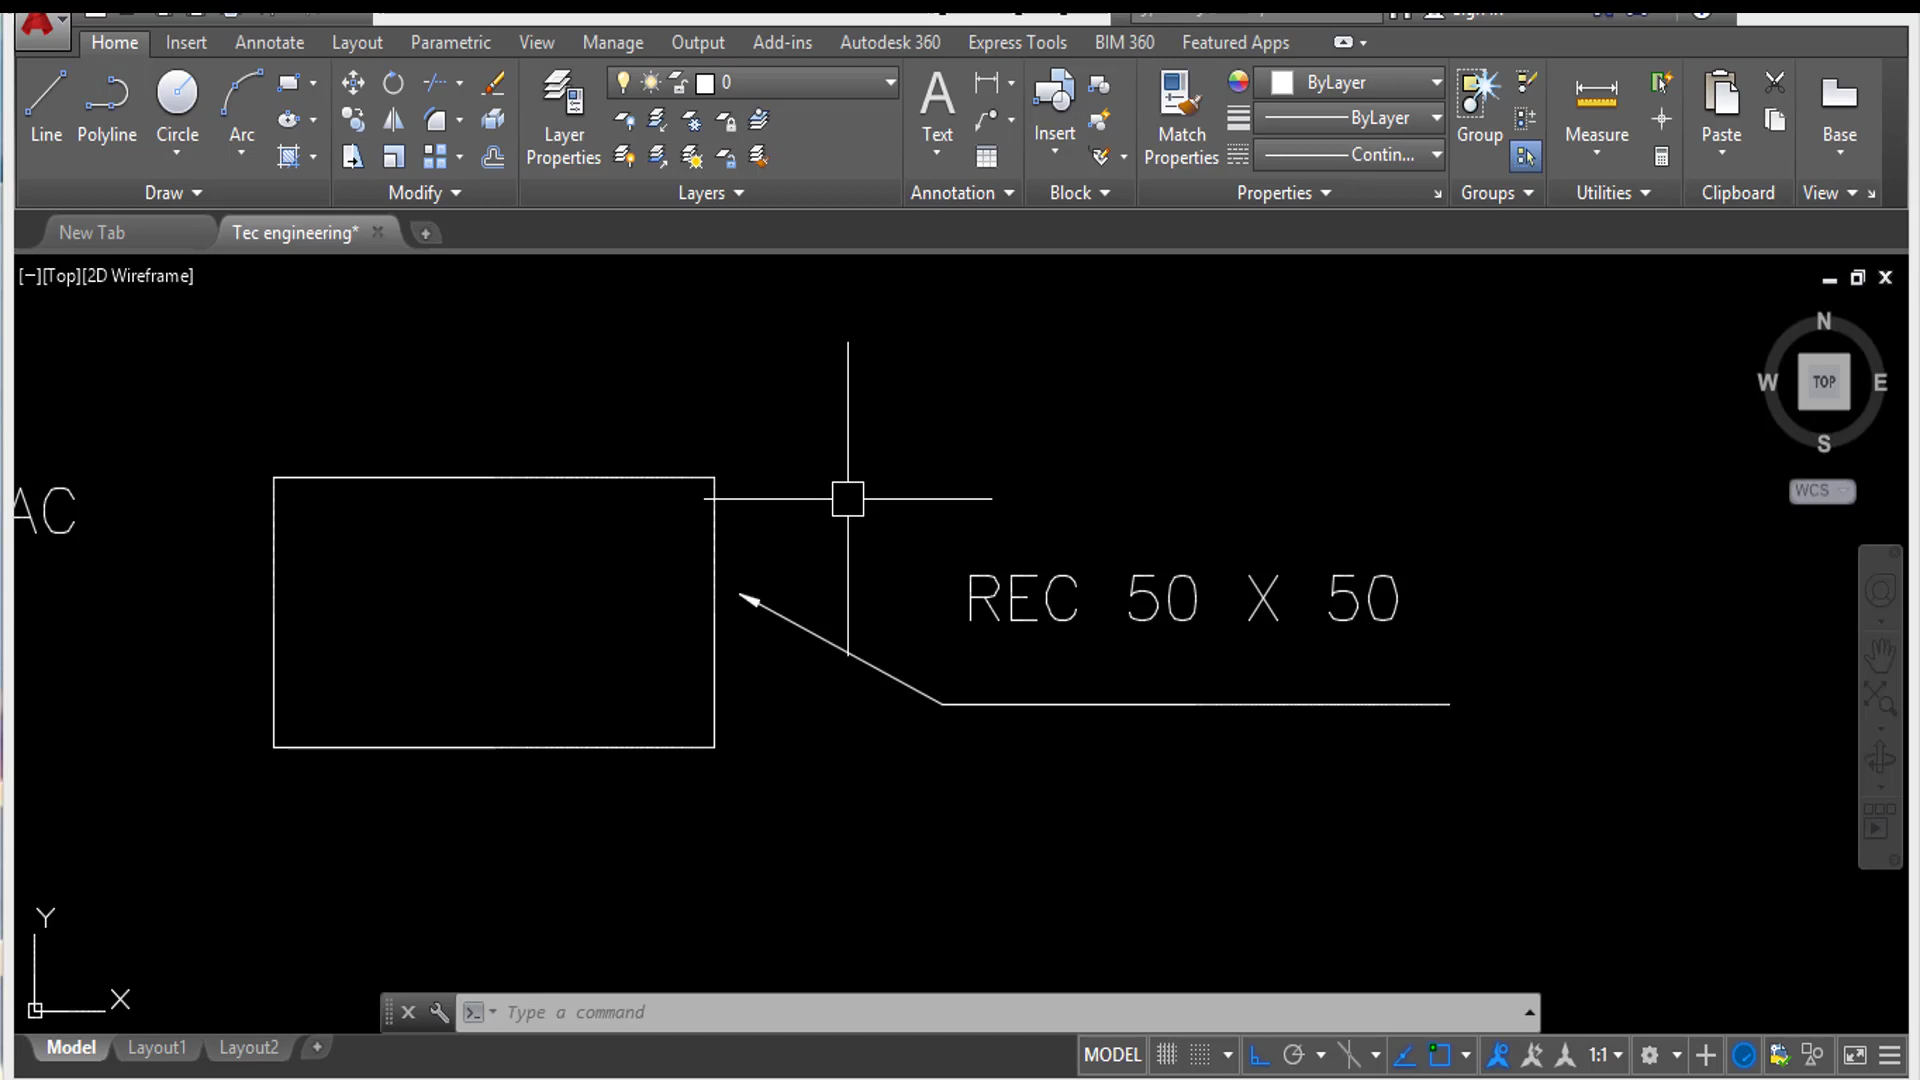 Home Insert Annotate Layout Parametric View Manage Output Add-ins Autodesk 360 Express Tools BIM 360 Featured Apps
Line Polyline Circle Arc
Layer Properties
0
Text
Insert
Match Properties
ByLayer
ByLayer
Contin...
Group
Measure
Paste
Base
Draw Modify Layers Annotation Block Properties Groups Utilities Clipboard View
New Tab Tec engineering*
[−][Top][2D Wireframe]
N
W TOP E
S
WCS
AC
REC 50 X 50
Y
X
Type a command
Model Layout1 Layout2
MODEL 1:1